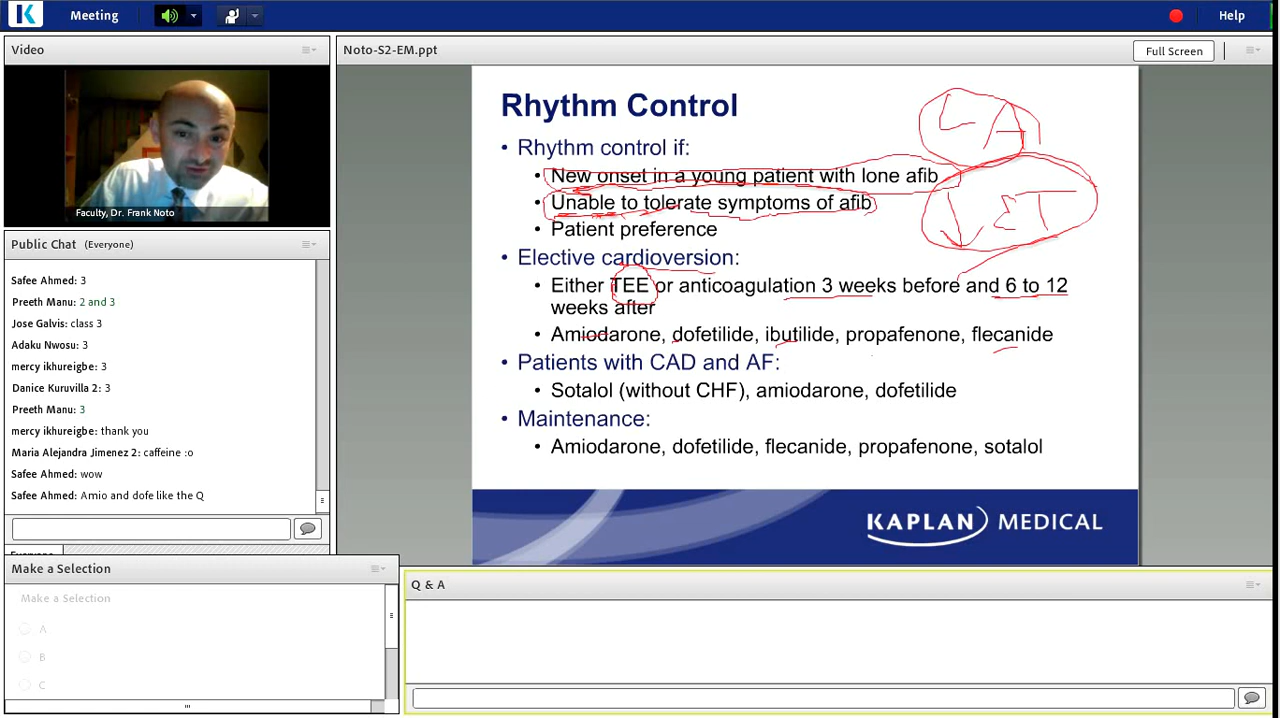 Meeting
Help
Video
Faculty, Dr. Frank Noto
Public Chat (Everyone)
Safee Ahmed: 3
Preeth Manu: 2 and 3
Jose Galvis: class 3
Adaku Nwosu: 3
mercy ikhureigbe: 3
Danice Kuruvilla 2: 3
Preeth Manu: 3
mercy ikhureigbe: thank you
Maria Alejandra Jimenez 2: caffeine :o
Safee Ahmed: wow
Safee Ahmed: Amio and dofe like the Q
Everyone
Make a Selection
Make a Selection
A
B
C
Noto-S2-EM.ppt
Full Screen
Rhythm Control
• Rhythm control if:
• New onset in a young patient with lone afib
• Unable to tolerate symptoms of afib
• Patient preference
• Elective cardioversion:
• Either TEE or anticoagulation 3 weeks before and 6 to 12
weeks after
• Amiodarone, dofetilide, ibutilide, propafenone, flecanide
• Patients with CAD and AF:
• Sotalol (without CHF), amiodarone, dofetilide
• Maintenance:
• Amiodarone, dofetilide, flecanide, propafenone, sotalol
LA
KAPLAN MEDICAL
Q & A